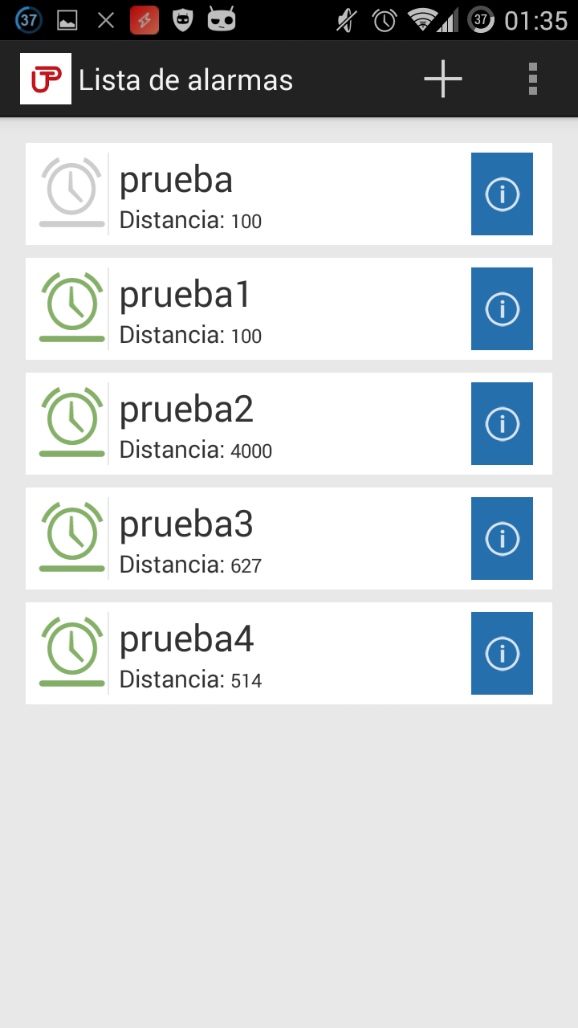 37
37
01:35
UP
Lista de alarmas
prueba
Distancia: 100
prueba1
Distancia: 100
prueba2
Distancia: 4000
prueba3
Distancia: 627
prueba4
Distancia: 514